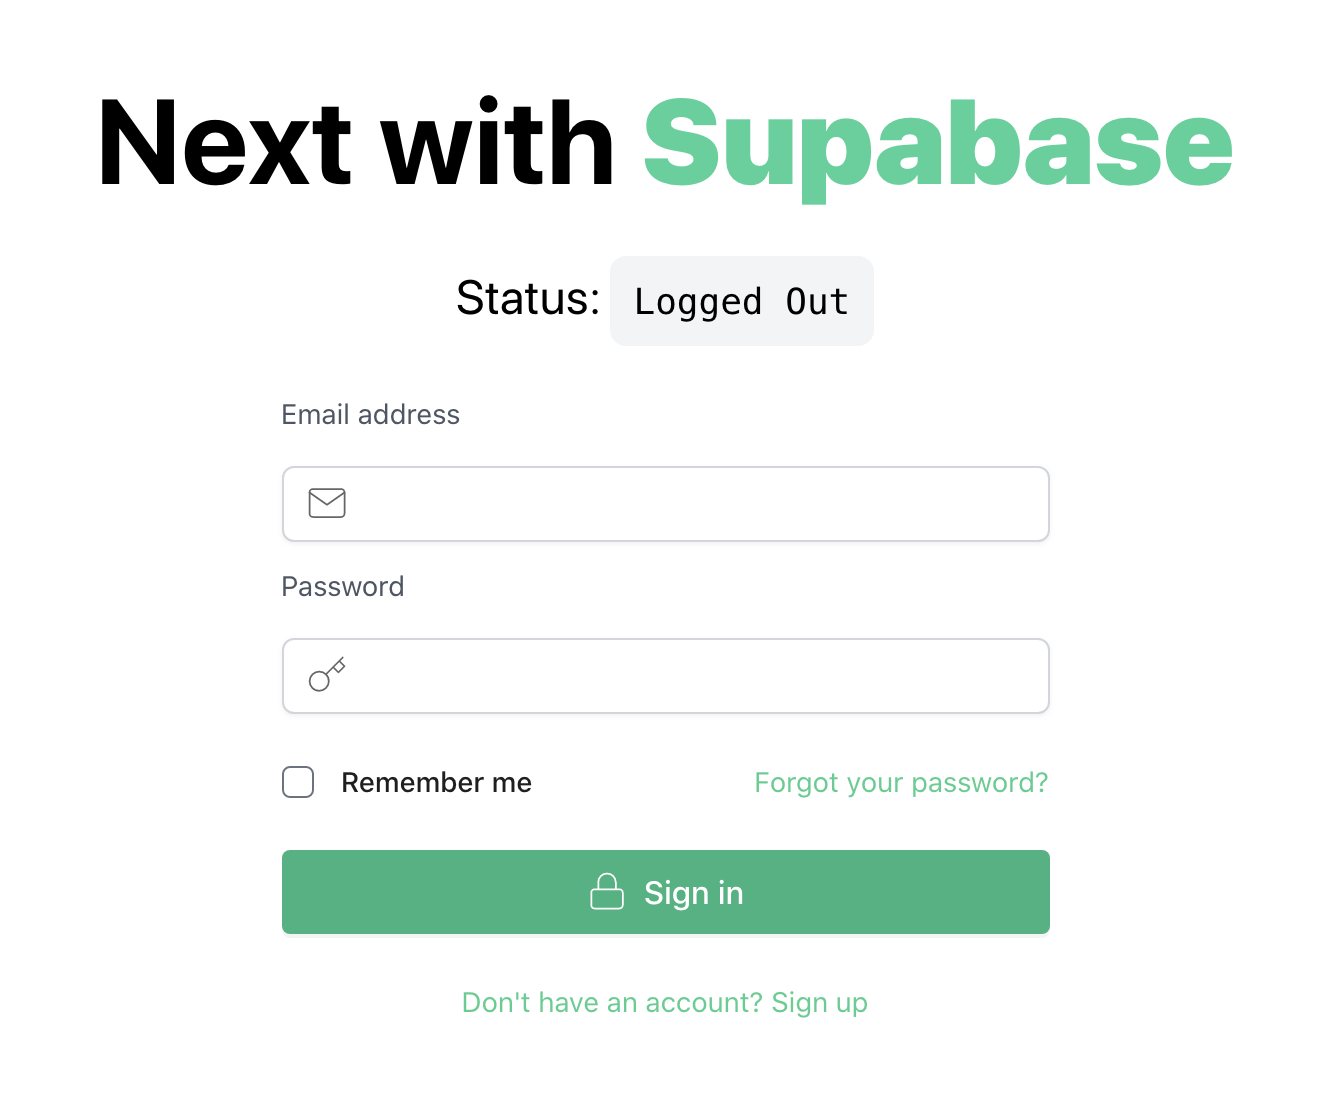 Next with Supabase
Status: Logged Out
Email address
Password
Remember me
Forgot your password?
Sign in
Don't have an account? Sign up